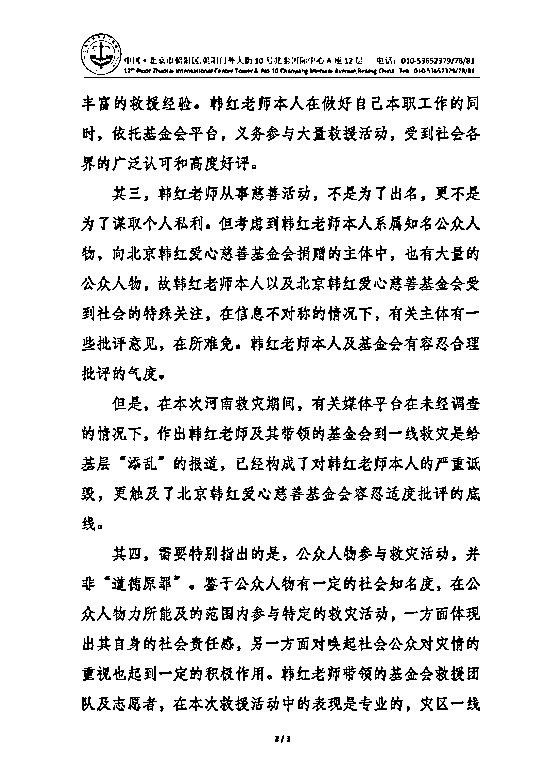 中国·北京市朝阳区朝阳门外大街10号兆泰国际中心A座12层 电话：010-53652379/78/81
12th Floor Zhaotai International Center Tower A No 10 Chaoyang Menwai Avenue,Beijing China Tel: 010-53652379/78/81
丰富的救援经验。韩红老师本人在做好自己本职工作的同
时，依托基金会平台，义务参与大量救援活动，受到社会各
界的广泛认可和高度好评。
其三，韩红老师从事慈善活动，不是为了出名，更不是
为了谋取个人私利。但考虑到韩红老师本人系属知名公众人
物，向北京韩红爱心慈善基金会捐赠的主体中，也有大量的
公众人物，故韩红老师本人以及北京韩红爱心慈善基金会受
到社会的特殊关注，在信息不对称的情况下，有关主体有一
些批评意见，在所难免。韩红老师本人及基金会有容忍合理
批评的气度。
但是，在本次河南救灾期间，有关媒体平台在未经调查
的情况下，作出韩红老师及其带领的基金会到一线救灾是给
基层“添乱”的报道，已经构成了对韩红老师本人的严重诋
毁，更触及了北京韩红爱心慈善基金会容忍适度批评的底
线。
其四，需要特别指出的是，公众人物参与救灾活动，并
非“道德原罪”。鉴于公众人物有一定的社会知名度，在公
众人物力所能及的范围内参与特定的救灾活动，一方面体现
出其自身的社会责任感，另一方面对唤起社会公众对灾情的
重视也起到一定的积极作用。韩红老师带领的基金会救援团
队及志愿者，在本次救援活动中的表现是专业的，灾区一线
2 / 3